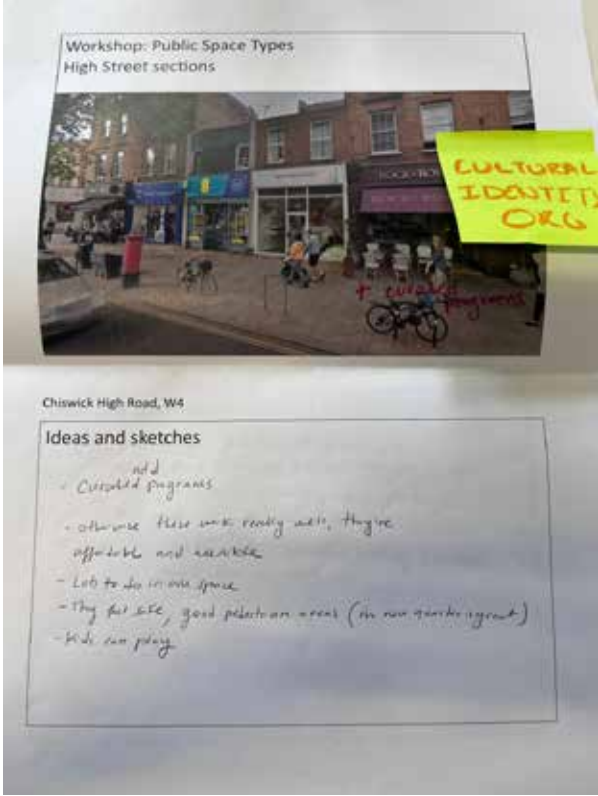 Workshop: Public Space Types
High Street sections
CULTURAL
IDENTITY
ORG
+ curated
programs
Chiswick High Road, W4
Ideas and sketches
add
- Curated programs
- otherwise these work really well, they're
affordable and accessible
- Lots to do in one space
- They feel safe, good pedestrian areas (in non
- Kids can play